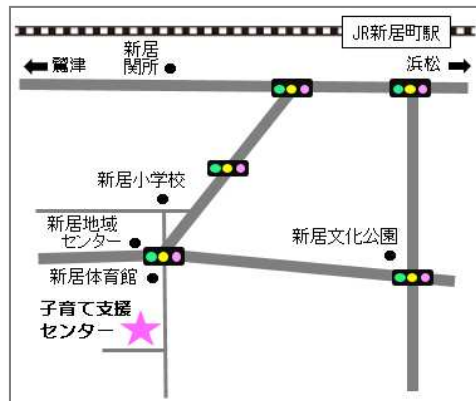 JR新居町駅
新居
関所
鷲津
浜松
新居小学校
新居地域
センター
新居文化公園
新居体育館
子育て支援
センター